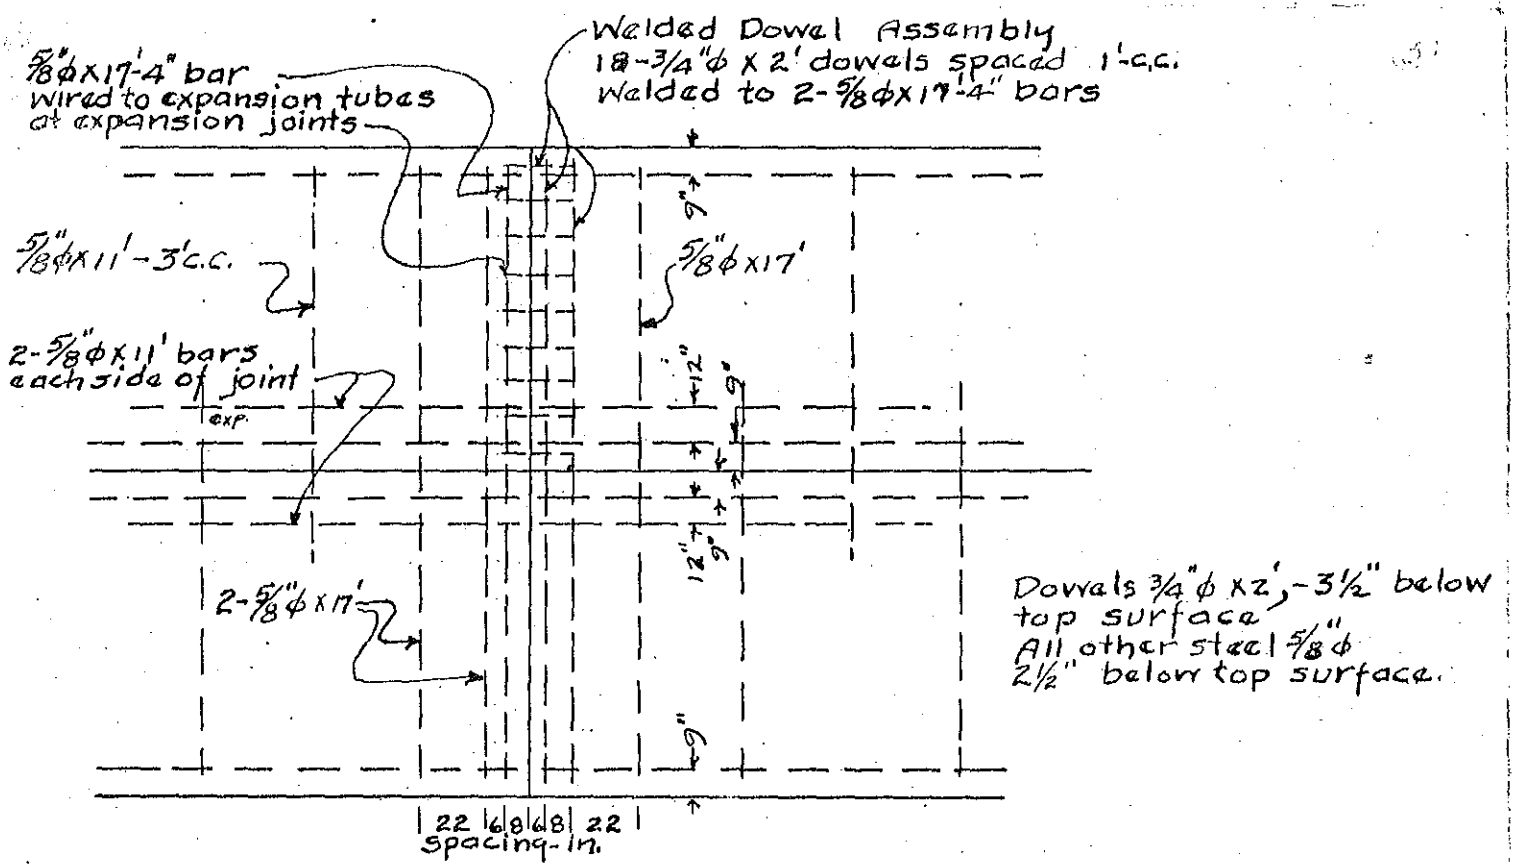 5/8"φx17'-4" bar
wired to expansion tubes
at expansion joints
Welded Dowel Assembly
18-3/4"φ x 2' dowels spaced 1'-c.c.
Welded to 2-5/8φx17'-4" bars
9"
5/8"φx11'-3'c.c.
5/8"φx17'
2-5/8"φx11' bars
each side of joint
12"
9"
exp.
12"
9"
2-5/8"φx17'
Dowels 3/4"φ x2',-3 1/2" below
top surface
All other steel 5/8"φ
2 1/2" below top surface.
9"
22 6 8 6 8 22
spacing-in.